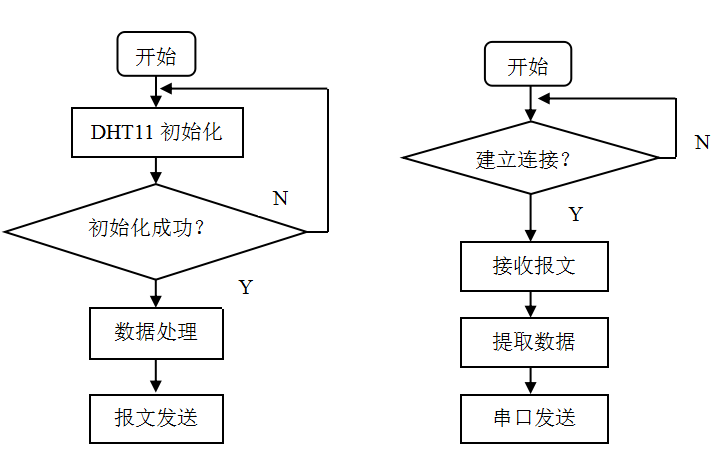 开始
DHT11 初始化
初始化成功？
N
Y
数据处理
报文发送
开始
建立连接？
N
Y
接收报文
提取数据
串口发送